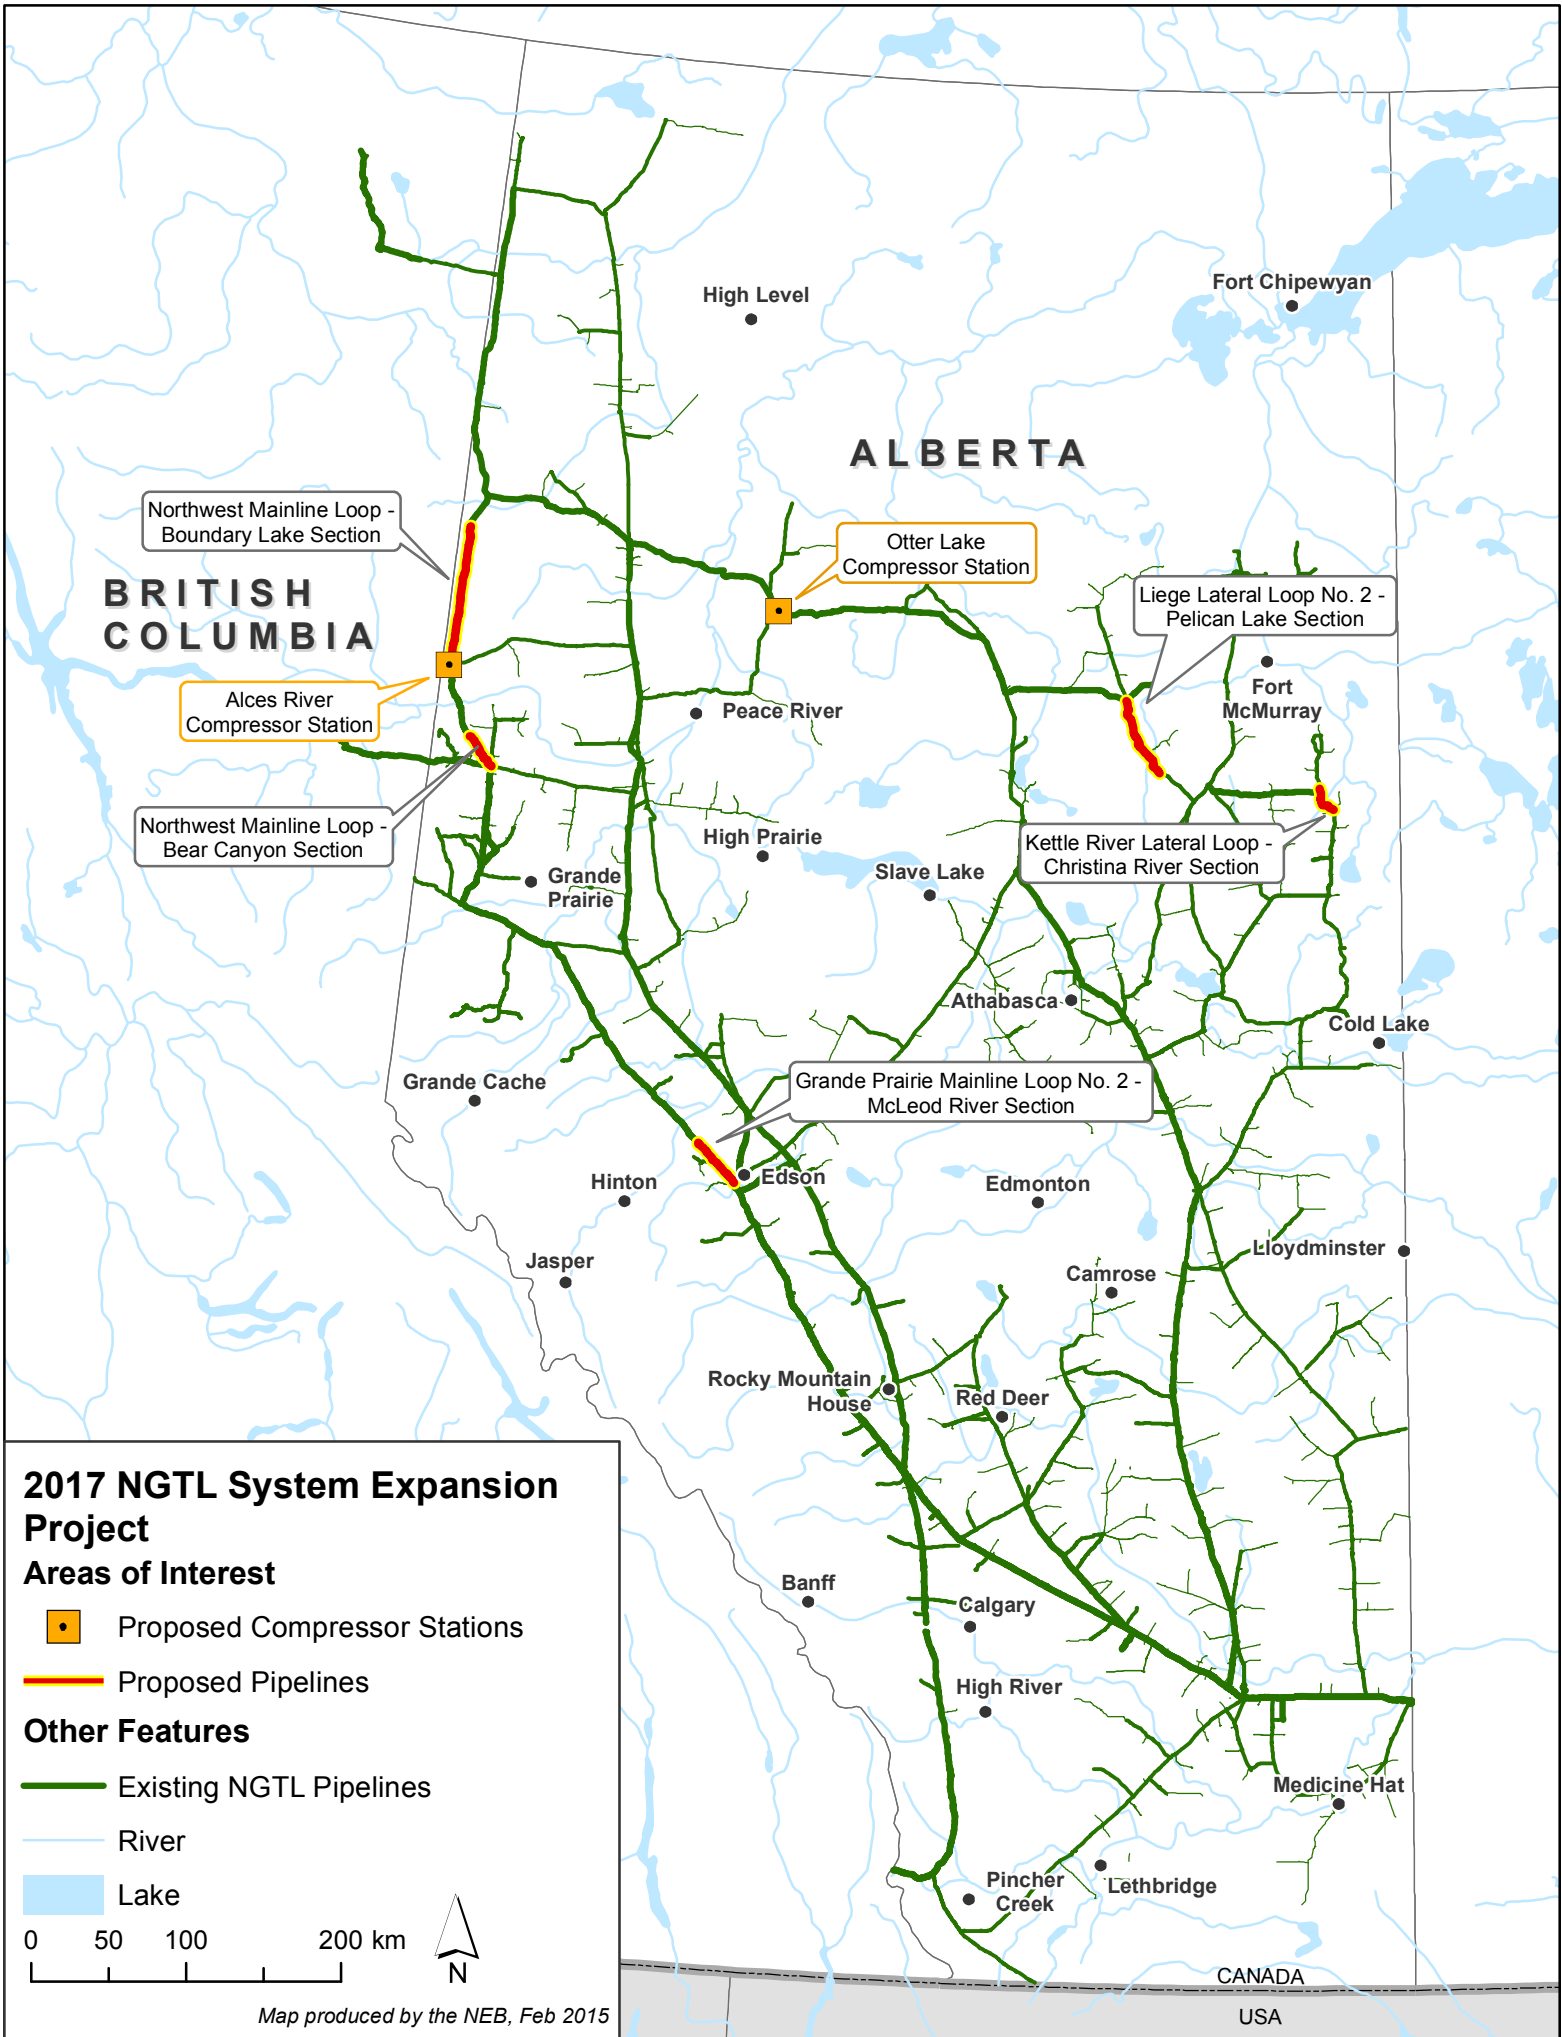 High Level
Fort Chipewyan
ALBERTA
Northwest Mainline Loop -
Boundary Lake Section
Otter Lake
Compressor Station
BRITISH
COLUMBIA
Liege Lateral Loop No. 2 -
Pelican Lake Section
Fort
McMurray
Alces River
Compressor Station
Peace River
Northwest Mainline Loop -
Bear Canyon Section
High Prairie
Kettle River Lateral Loop -
Christina River Section
Grande
Prairie
Slave Lake
Athabasca
Cold Lake
Grande Cache
Grande Prairie Mainline Loop No. 2 -
McLeod River Section
Hinton
Edson
Edmonton
Jasper
Lloydminster
Camrose
Rocky Mountain
House
Red Deer
Banff
Calgary
High River
Medicine Hat
Pincher
Creek
Lethbridge
CANADA
USA
2017 NGTL System Expansion
Project
Areas of Interest
Proposed Compressor Stations
Proposed Pipelines
Other Features
Existing NGTL Pipelines
River
Lake
0 50 100 200 km
N
Map produced by the NEB, Feb 2015